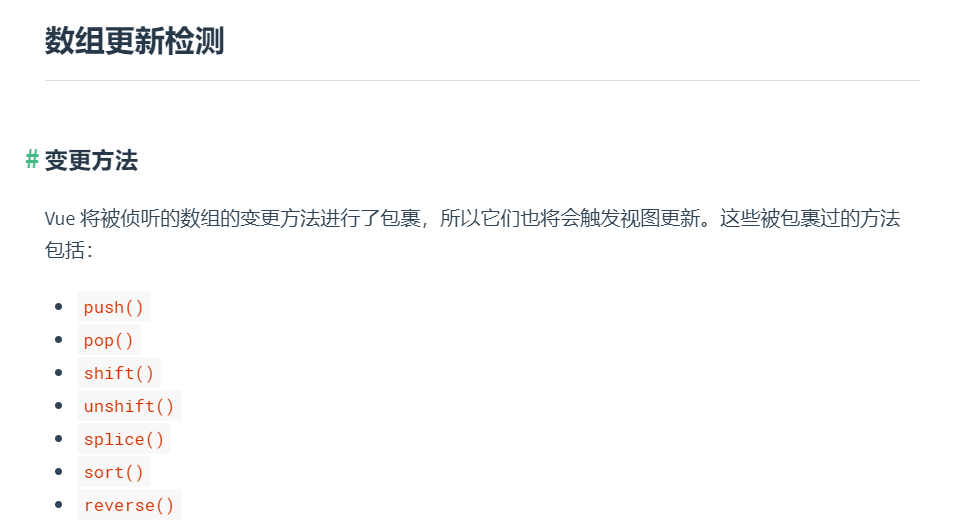 数组更新检测
# 变更方法
Vue 将被侦听的数组的变更方法进行了包裹，所以它们也将会触发视图更新。这些被包裹过的方法
包括：
push()
pop()
shift()
unshift()
splice()
sort()
reverse()